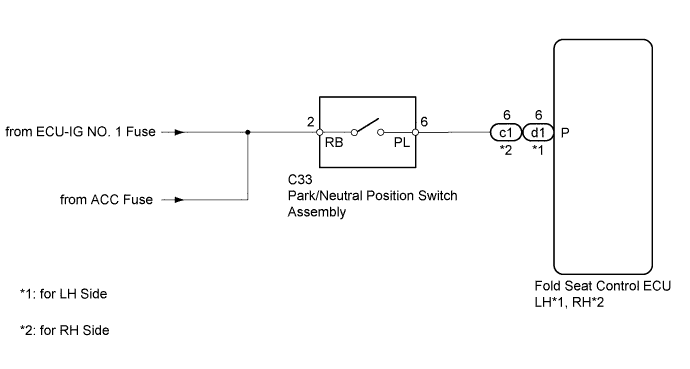 from ECU-IG NO. 1 Fuse
from ACC Fuse
2
RB
PL
6
C33
Park/Neutral Position Switch
Assembly
6
6
c1
d1
*2
*1
P
Fold Seat Control ECU
LH*1, RH*2
*1: for LH Side
*2: for RH Side